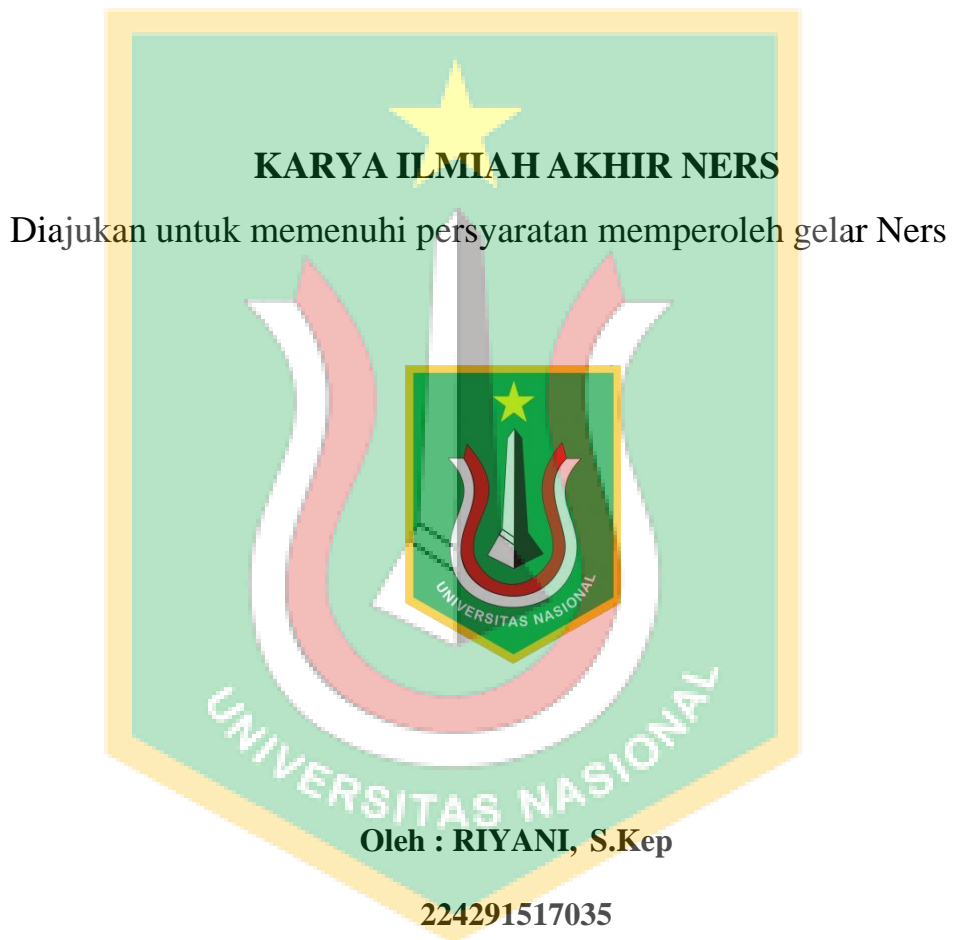 KARYA ILMIAH AKHIR NERS
Diajukan untuk memenuhi persyaratan memperoleh gelar Ners
UNIVERSITAS NASIONAL
UNIVERSITAS NASIONAL
Oleh : RIYANI, S.Kep
224291517035